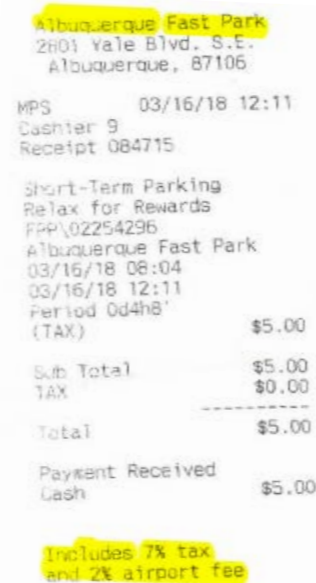 Albuquerque Fast Park
2801 Yale Blvd. S.E.
Albuquerque, 87106
MPS 03/16/18 12:11
Cashier 9
Receipt 084715
Short-Term Parking
Relax for Rewards
FPP\02254296
Albuquerque Fast Park
03/16/18 08:04
03/16/18 12:11
Period 0d4h8'
(TAX) $5.00
Sub Total $5.00
TAX $0.00
Total $5.00
Payment Received
Cash $5.00
Includes 7% tax
and 2% airport fee